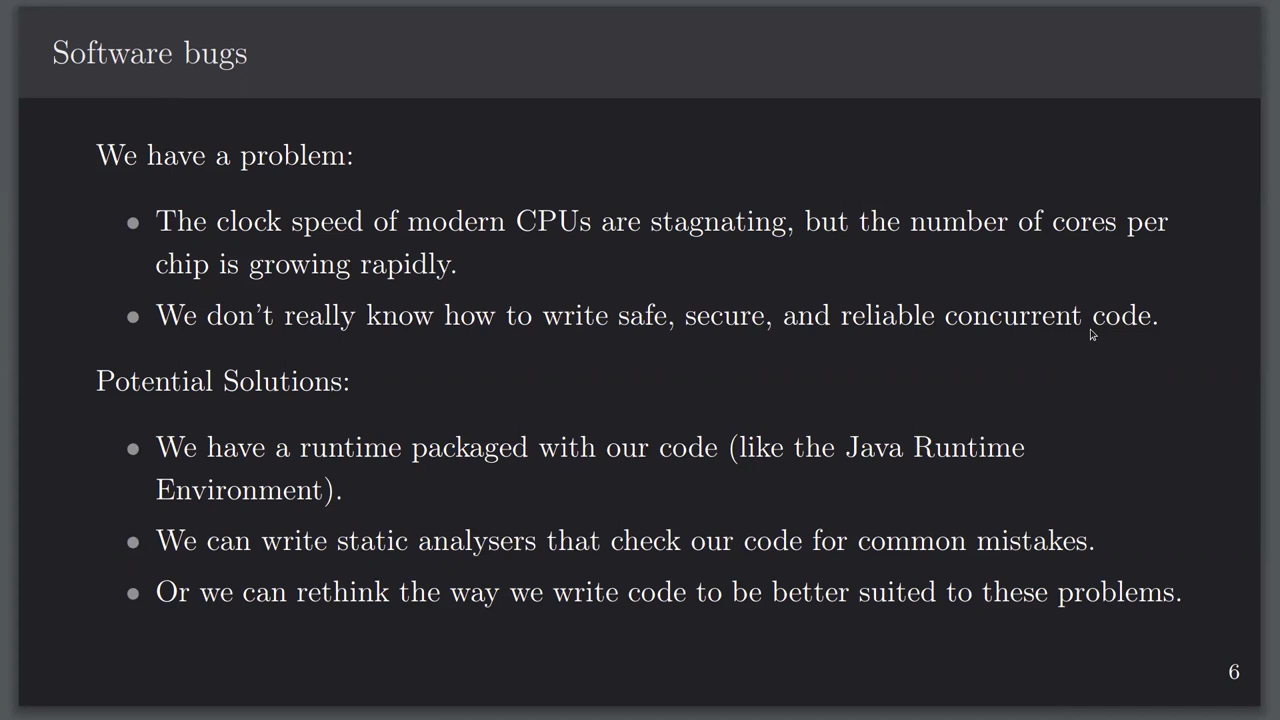 Software bugs
We have a problem:
• The clock speed of modern CPUs are stagnating, but the number of cores per
chip is growing rapidly.
• We don't really know how to write safe, secure, and reliable concurrent code.
Potential Solutions:
• We have a runtime packaged with our code (like the Java Runtime
Environment).
• We can write static analysers that check our code for common mistakes.
• Or we can rethink the way we write code to be better suited to these problems.
6